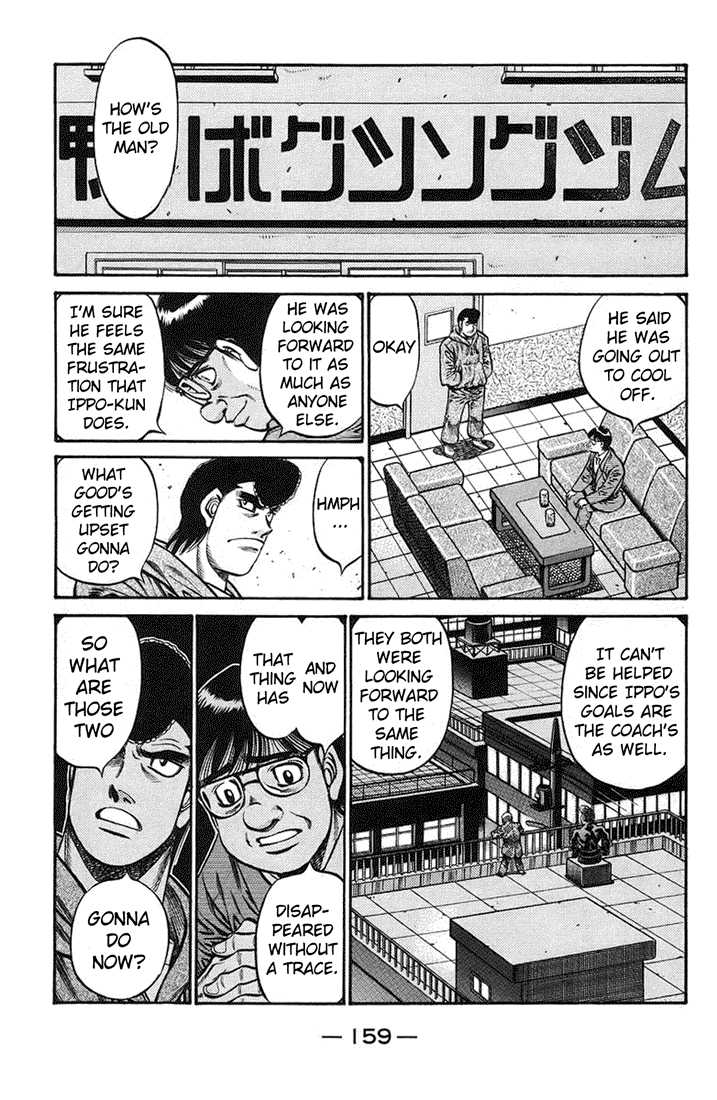 HOW'S
THE OLD
MAN?
ボクシングジム
HE SAID
HE WAS
GOING OUT
TO COOL
OFF.
OKAY
HE WAS
LOOKING
FORWARD
TO IT AS
MUCH AS
ANYONE
ELSE.
I'M SURE
HE FEELS
THE SAME
FRUSTRA-
TION THAT
IPPO-KUN
DOES.
HMPH
...
WHAT
GOOD'S
GETTING
UPSET
GONNA
DO?
IT CAN'T
BE HELPED
SINCE IPPO'S
GOALS ARE
THE COACH'S
AS WELL.
THEY BOTH
WERE
LOOKING
FORWARD
TO THE
SAME
THING.
AND
NOW
THAT
THING
HAS
DISAP-
PEARED
WITHOUT
A TRACE.
SO
WHAT
ARE
THOSE
TWO
GONNA
DO
NOW?
— 159 —